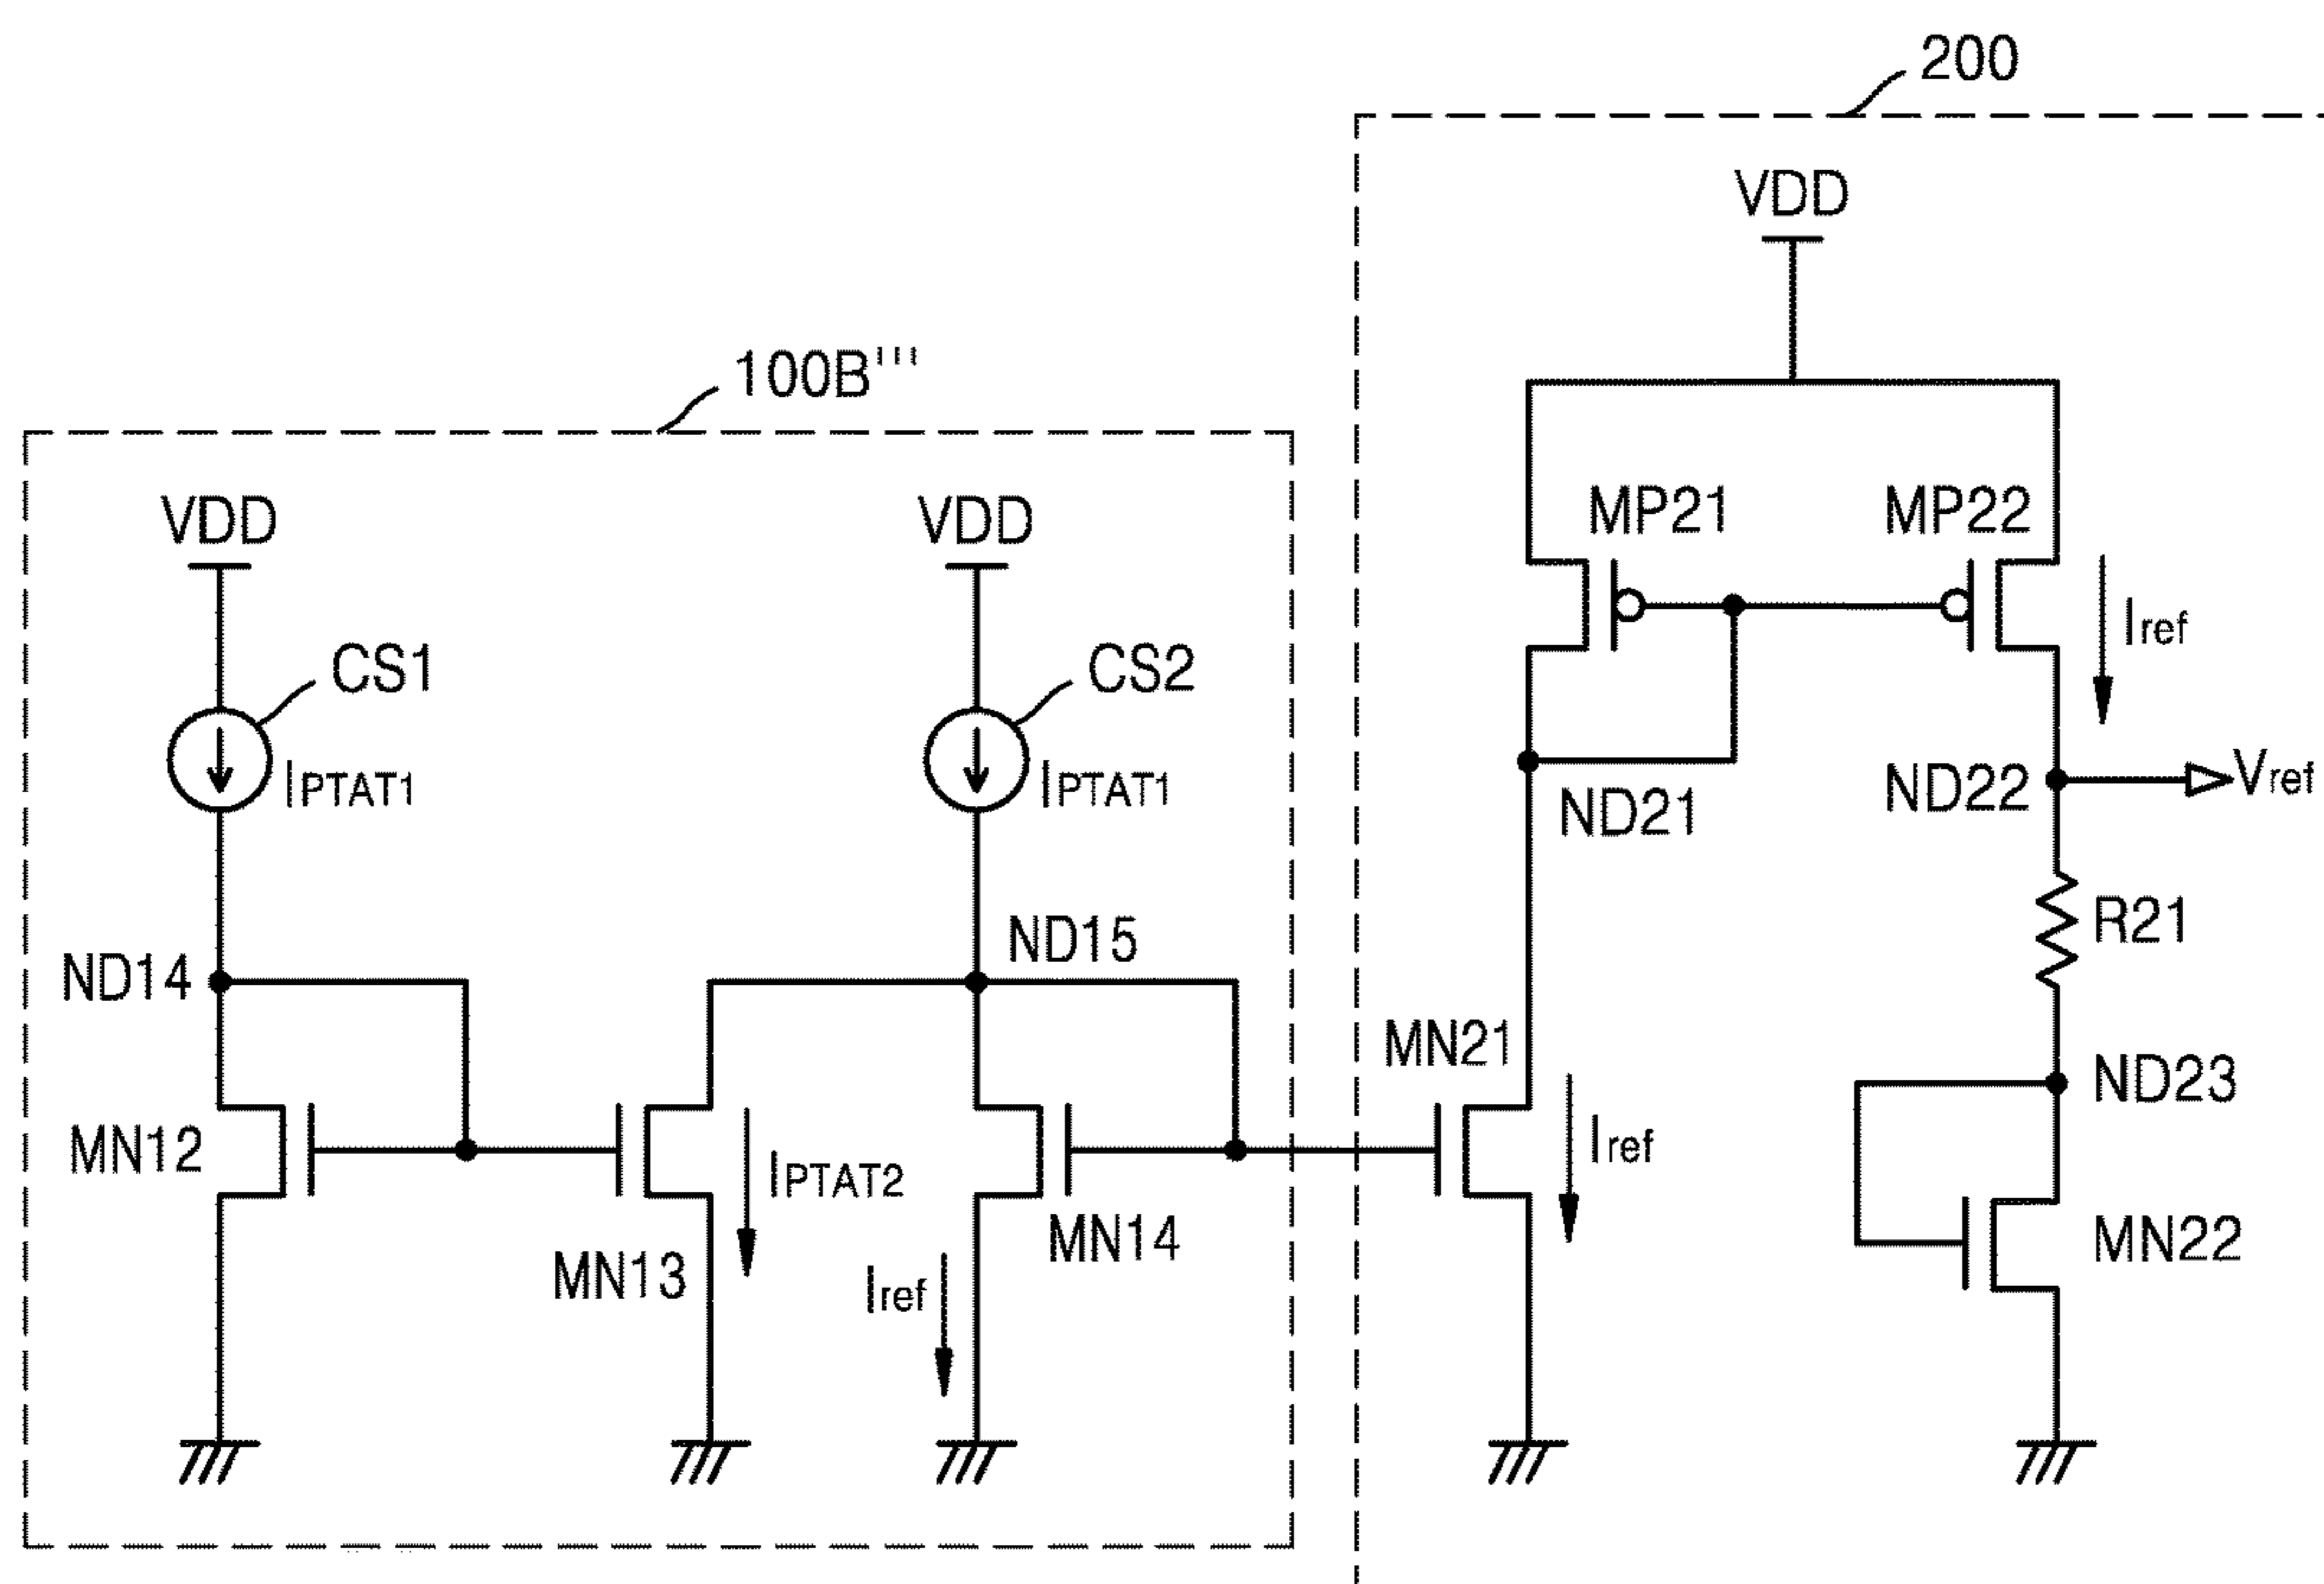 200
VDD
100B'''
VDD
VDD
MP21
MP22
Iref
CS1
CS2
IPTAT1
IPTAT1
ND21
ND22
Vref
ND14
ND15
R21
MN21
ND23
MN12
IPTAT2
MN13
Iref
MN14
Iref
MN22